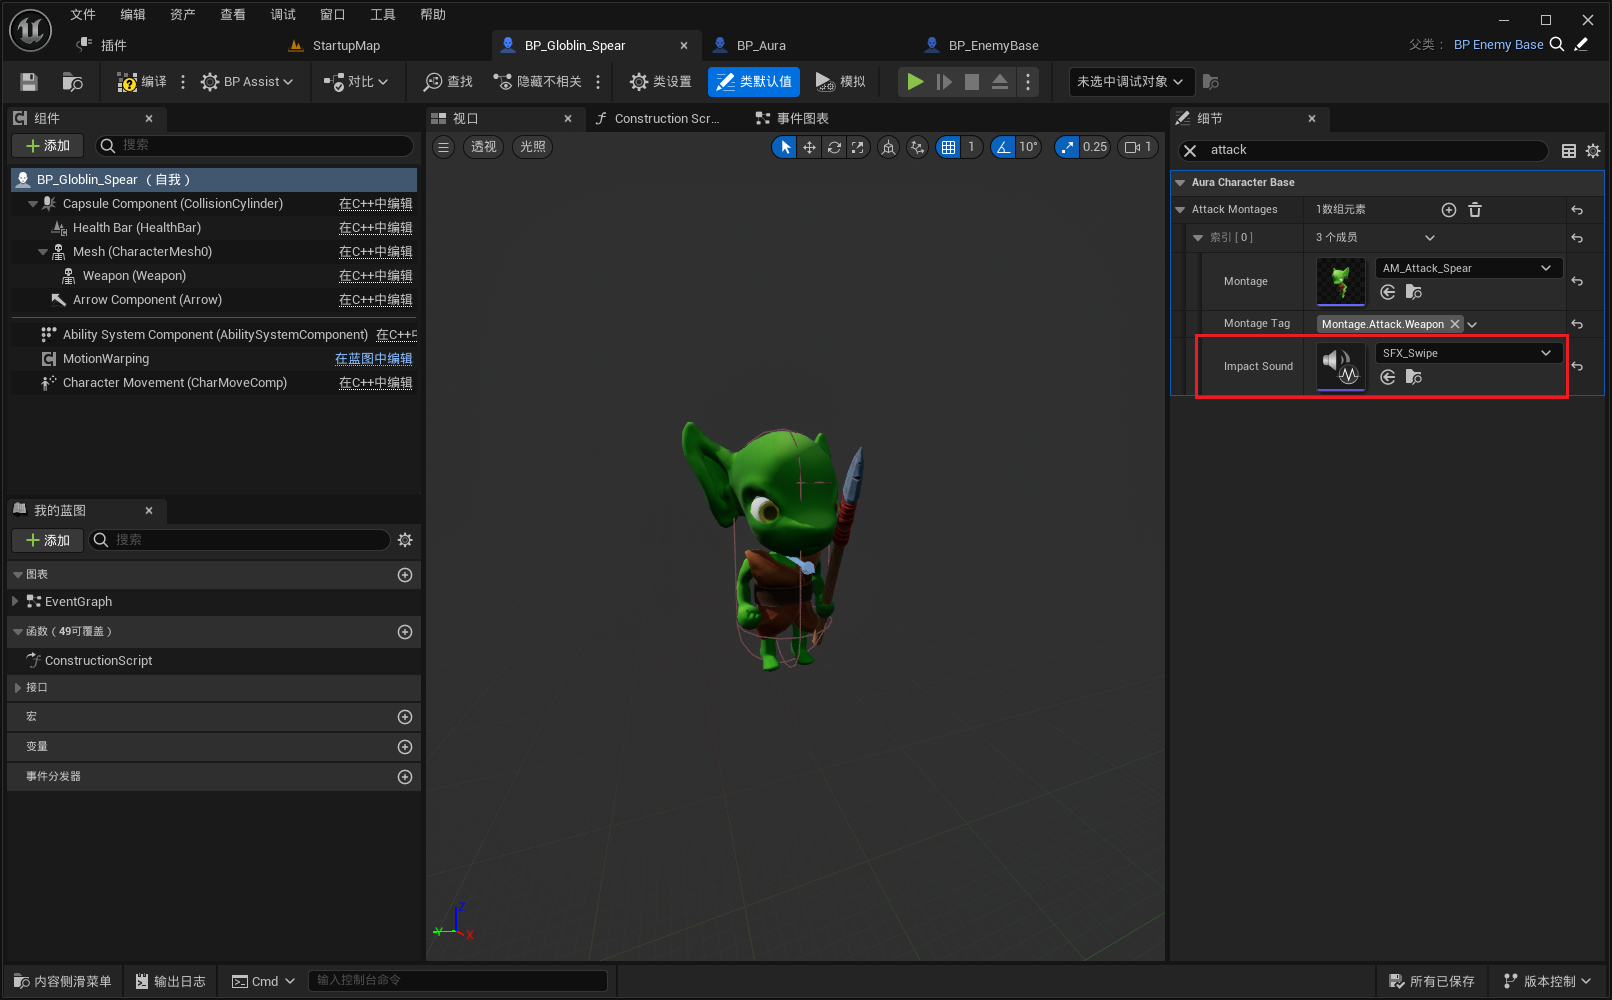 文件 编辑 资产 查看 调试 窗口 工具 帮助
插件 StartupMap BP_Globlin_Spear BP_Aura BP_EnemyBase 父类： BP Enemy Base
编译 BP Assist 对比 查找 隐藏不相关 类设置 类默认值 模拟 未选中调试对象
组件
添加 搜索
BP_Globlin_Spear （自我）
Capsule Component (CollisionCylinder) 在C++中编辑
Health Bar (HealthBar) 在C++中编辑
Mesh (CharacterMesh0) 在C++中编辑
Weapon (Weapon) 在C++中编辑
Arrow Component (Arrow) 在C++中编辑
Ability System Component (AbilitySystemComponent) 在C++中
MotionWarping 在蓝图中编辑
Character Movement (CharMoveComp) 在C++中编辑
我的蓝图
添加 搜索
图表
EventGraph
函数（49可覆盖）
ConstructionScript
接口
宏
变量
事件分发器
视口 Construction Scr... 事件图表
透视 光照 1 10° 0.25 1
Z
Y
X
细节
attack
Aura Character Base
Attack Montages 1数组元素
索引 [ 0 ] 3 个成员
Montage AM_Attack_Spear
Montage Tag Montage.Attack.Weapon
Impact Sound SFX_Swipe
内容侧滑菜单 输出日志 Cmd 输入控制台命令 所有已保存 版本控制